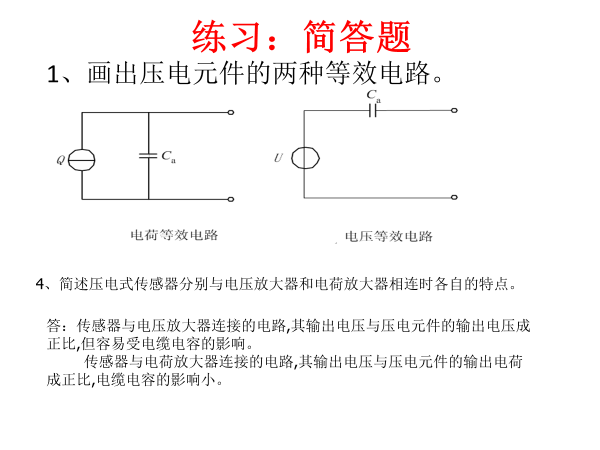 练习：简答题
1、画出压电元件的两种等效电路。
Q
Ca
U
Ca
电荷等效电路
电压等效电路
4、简述压电式传感器分别与电压放大器和电荷放大器相连时各自的特点。
答：传感器与电压放大器连接的电路,其输出电压与压电元件的输出电压成
正比,但容易受电缆电容的影响。
传感器与电荷放大器连接的电路,其输出电压与压电元件的输出电荷
成正比,电缆电容的影响小。